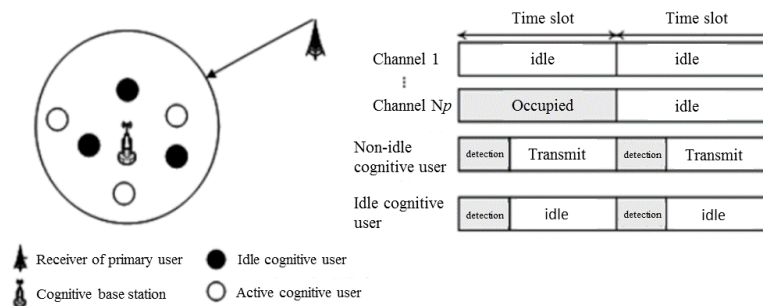 Time slot Time slot
Channel 1 idle idle
Channel Np Occupied idle
Non-idle
cognitive user detection Transmit detection Transmit
Idle cognitive
user detection idle detection idle
Receiver of primary user Idle cognitive user
Cognitive base station Active cognitive user